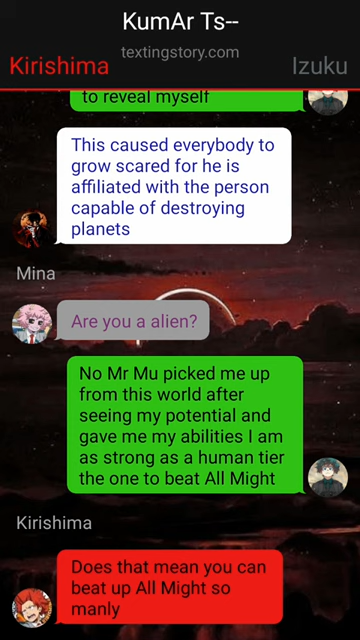 KumAr Ts--
textingstory.com
Kirishima
Izuku
to reveal myself
This caused everybody to
grow scared for he is
affiliated with the person
capable of destroying
planets
Mina
Are you a alien?
No Mr Mu picked me up
from this world after
seeing my potential and
gave me my abilities I am
as strong as a human tier
the one to beat All Might
Kirishima
Does that mean you can
beat up All Might so
manly